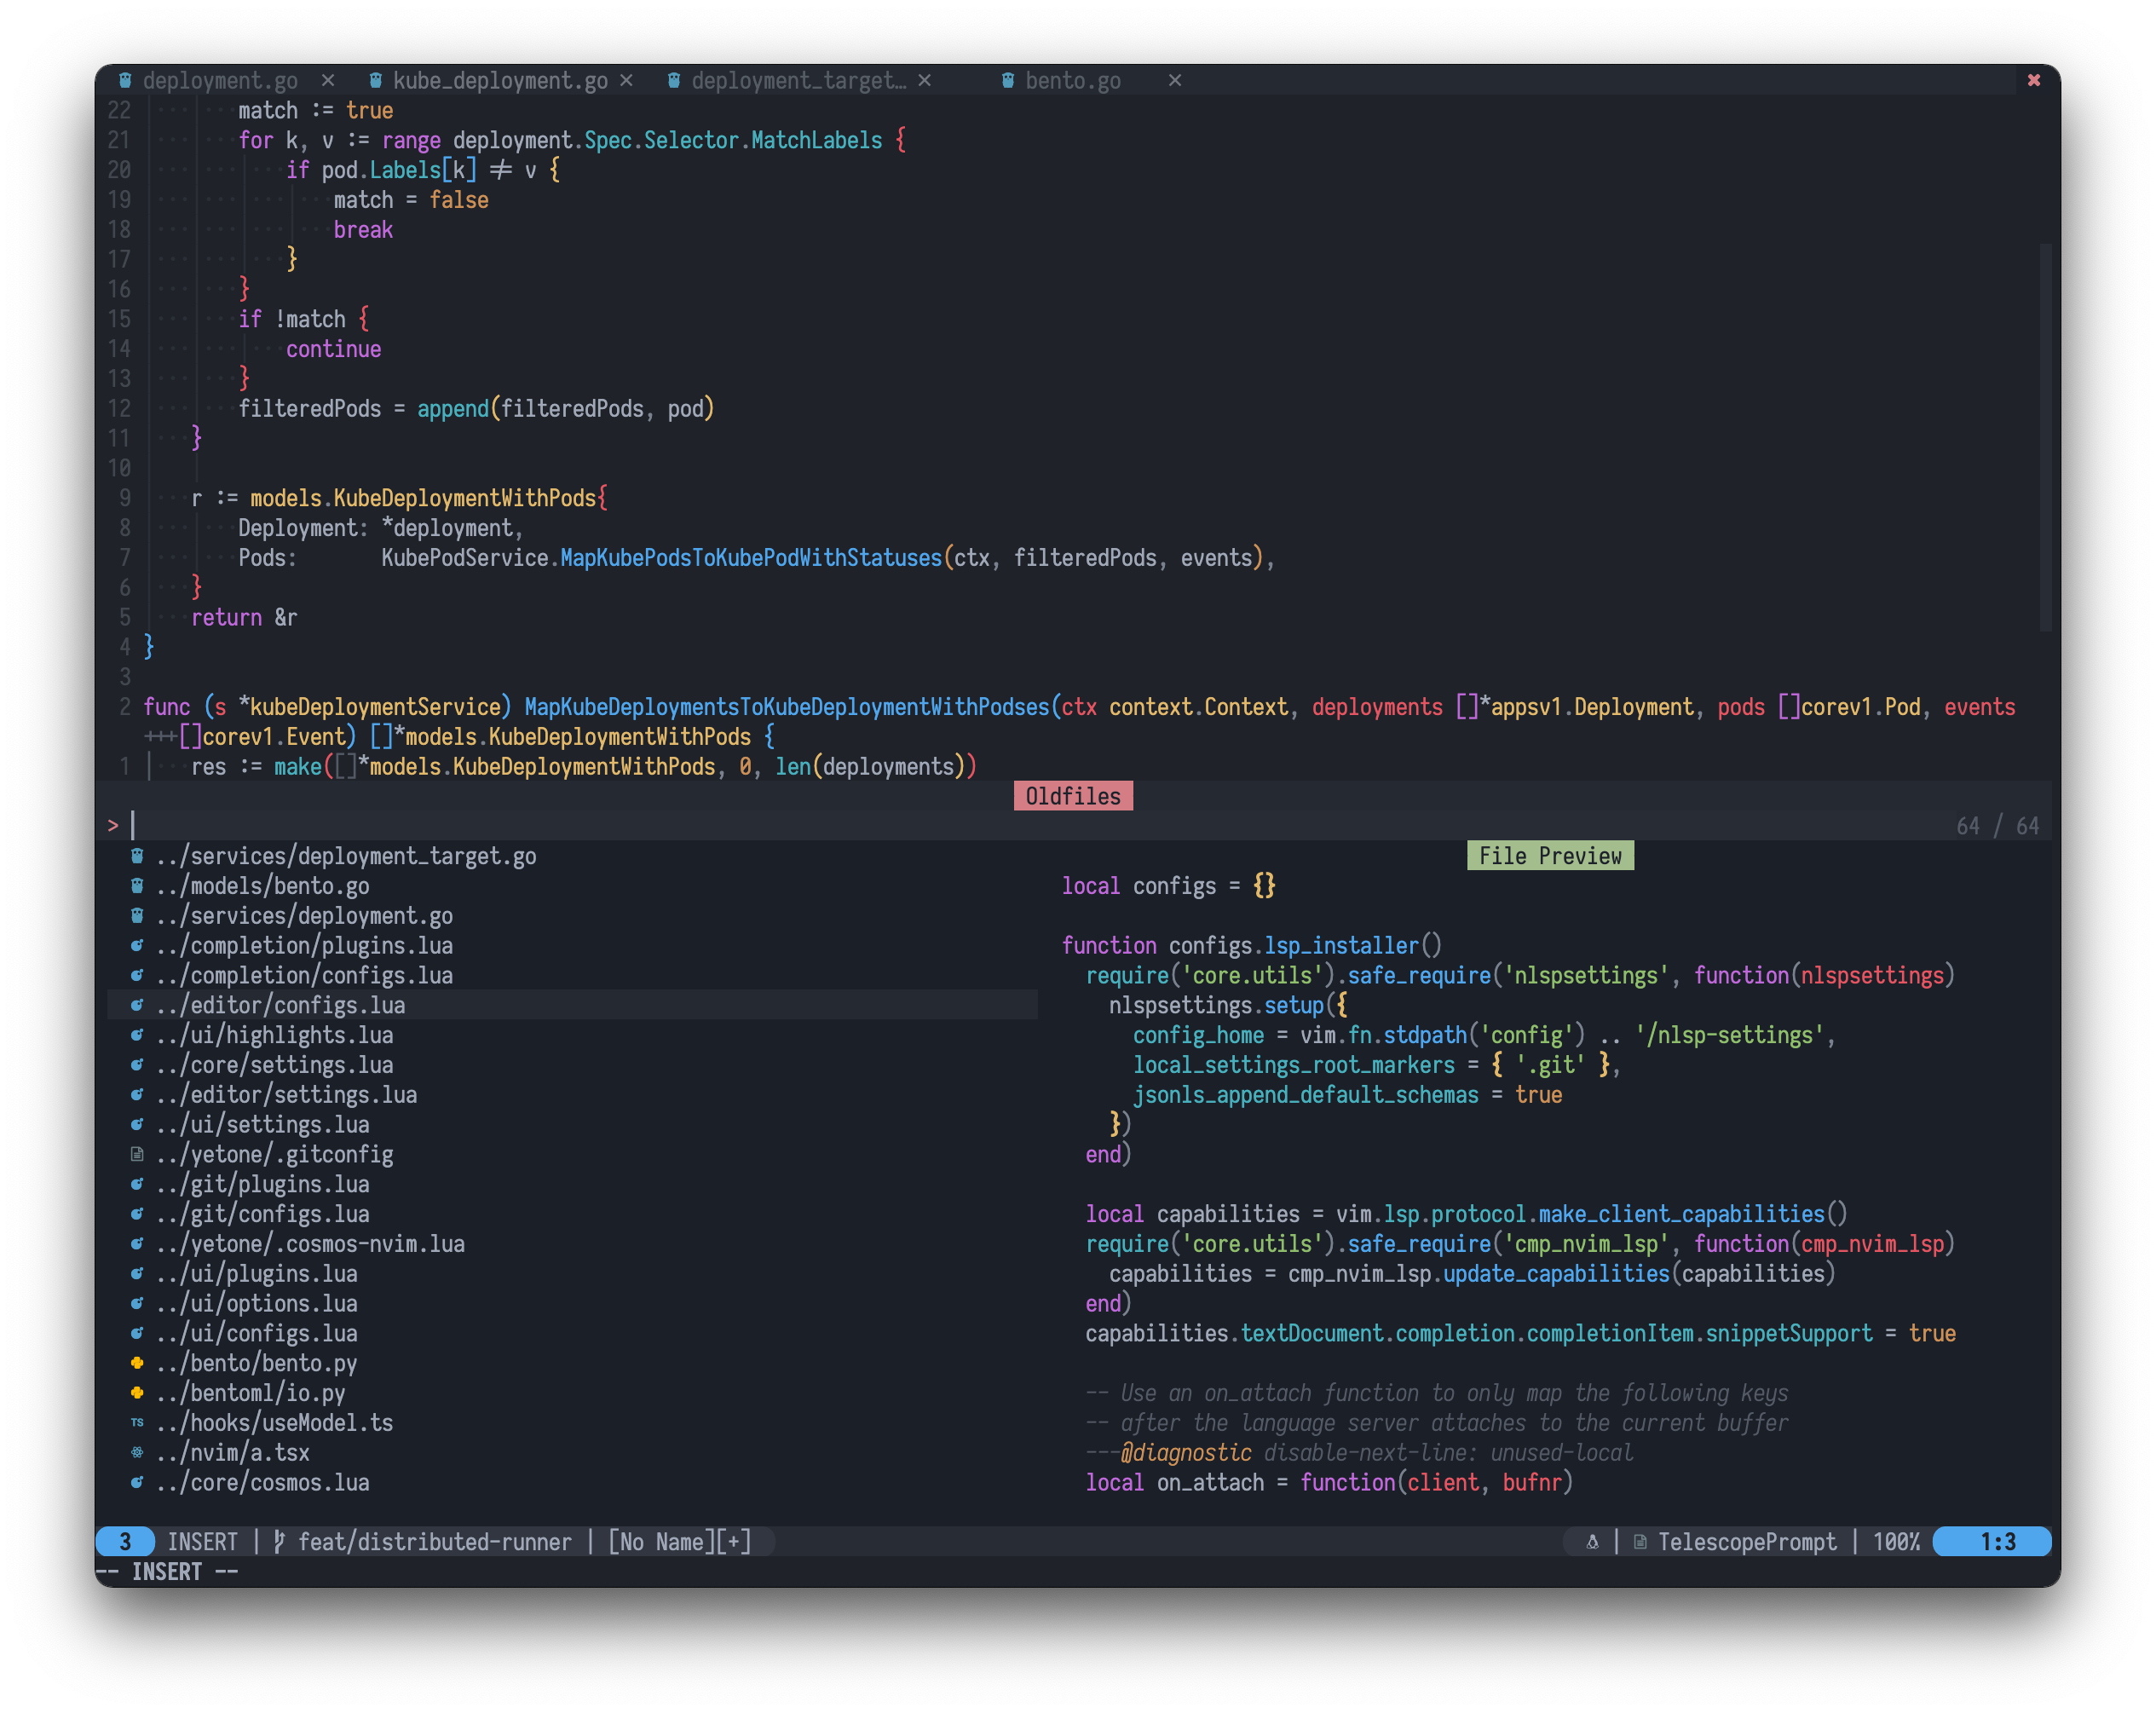 deployment.go × kube_deployment.go × deployment_target… × bento.go × ✖
22 match := true
21 for k, v := range deployment.Spec.Selector.MatchLabels {
20 if pod.Labels[k] ≠ v {
19 match = false
18 break
17 }
16 }
15 if !match {
14 continue
13 }
12 filteredPods = append(filteredPods, pod)
11 }
10
9 r := models.KubeDeploymentWithPods{
8 Deployment: *deployment,
7 Pods: KubePodService.MapKubePodsToKubePodWithStatuses(ctx, filteredPods, events),
6 }
5 return &r
4 }
3
2 func (s *kubeDeploymentService) MapKubeDeploymentsToKubeDeploymentWithPodses(ctx context.Context, deployments []*appsv1.Deployment, pods []corev1.Pod, events
+++[]corev1.Event) []*models.KubeDeploymentWithPods {
1 res := make([]*models.KubeDeploymentWithPods, 0, len(deployments))
Oldfiles
> 64 / 64
../services/deployment_target.go
../models/bento.go
../services/deployment.go
../completion/plugins.lua
../completion/configs.lua
../editor/configs.lua
../ui/highlights.lua
../core/settings.lua
../editor/settings.lua
../ui/settings.lua
../yetone/.gitconfig
../git/plugins.lua
../git/configs.lua
../yetone/.cosmos-nvim.lua
../ui/plugins.lua
../ui/options.lua
../ui/configs.lua
../bento/bento.py
../bentoml/io.py
TS ../hooks/useModel.ts
../nvim/a.tsx
../core/cosmos.lua
File Preview
local configs = {}
function configs.lsp_installer()
require('core.utils').safe_require('nlspsettings', function(nlspsettings)
nlspsettings.setup({
config_home = vim.fn.stdpath('config') .. '/nlsp-settings',
local_settings_root_markers = { '.git' },
jsonls_append_default_schemas = true
})
end)
local capabilities = vim.lsp.protocol.make_client_capabilities()
require('core.utils').safe_require('cmp_nvim_lsp', function(cmp_nvim_lsp)
capabilities = cmp_nvim_lsp.update_capabilities(capabilities)
end)
capabilities.textDocument.completion.completionItem.snippetSupport = true
-- Use an on_attach function to only map the following keys
-- after the language server attaches to the current buffer
---@diagnostic disable-next-line: unused-local
local on_attach = function(client, bufnr)
3 INSERT | feat/distributed-runner | [No Name][+] | TelescopePrompt | 100% 1:3
-- INSERT --